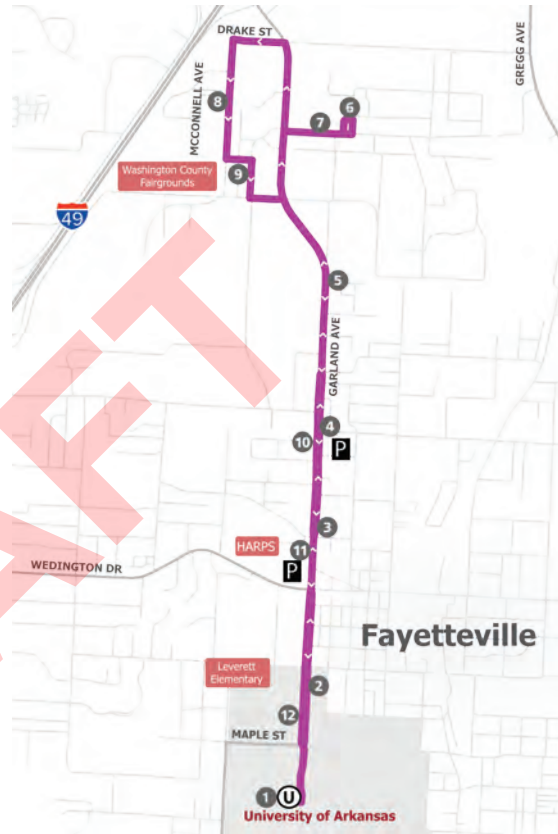 DRAKE ST
GREGG AVE
MCCONNELL AVE
6
8
7
Washington County
Fairgrounds
9
49
5
GARLAND AVE
4
10
P
3
HARPS
11
P
WEDINGTON DR
Fayetteville
Leverett
Elementary
2
12
MAPLE ST
1 U
University of Arkansas
AFT